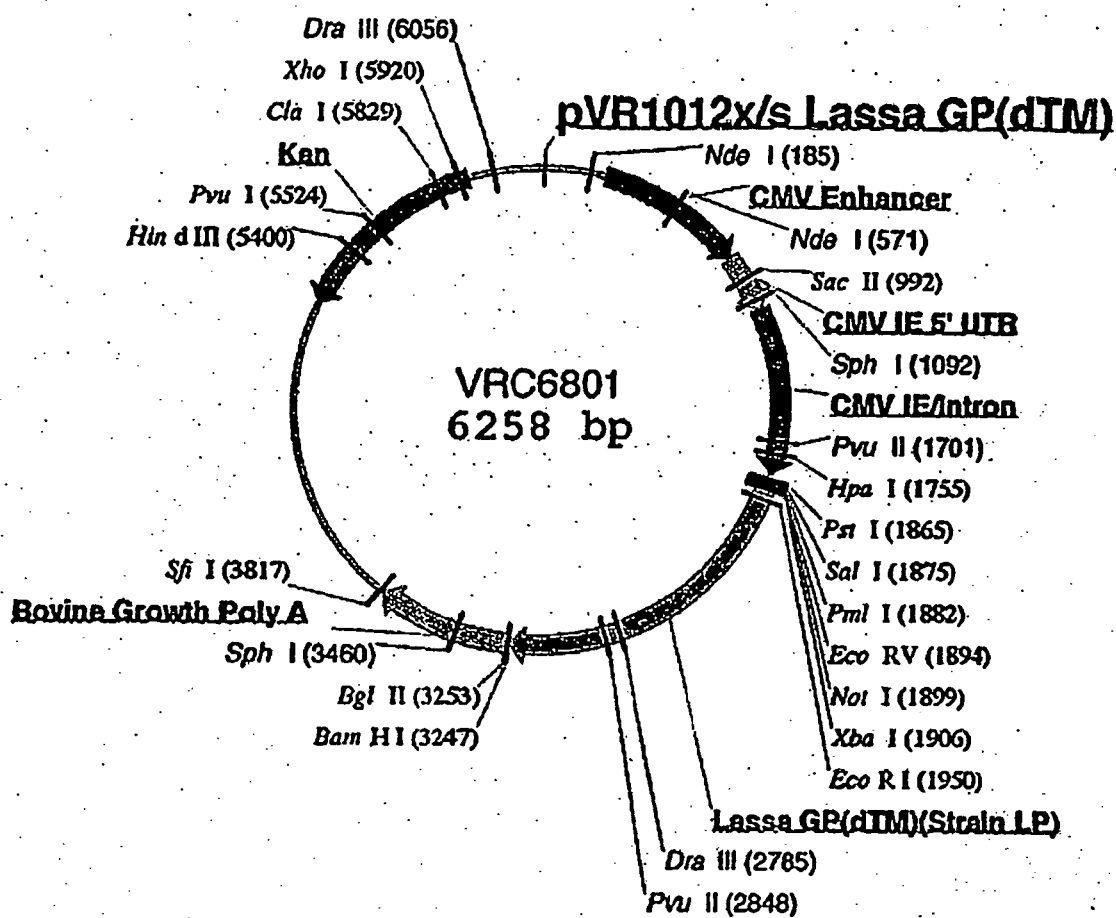 Dra III (6056)
Xho I (5920)
Cla I (5829)
Kan
Pvu I (5524)
Hin d III (5400)
pVR1012x/s Lassa GP(dTM)
Nde I (185)
CMV Enhancer
Nde I (571)
Sac II (992)
CMV IE 5' UTR
Sph I (1092)
CMV IE/Intron
Pvu II (1701)
Hpa I (1755)
Pst I (1865)
Sal I (1875)
Pml I (1882)
Eco RV (1894)
Not I (1899)
Xba I (1906)
Eco R I (1950)
Lassa GP(dTM)(Strain LP)
Dra III (2785)
Pvu II (2848)
VRC6801
6258 bp
Sfi I (3817)
Bovine Growth Poly A
Sph I (3460)
Bgl II (3253)
Bam H I (3247)